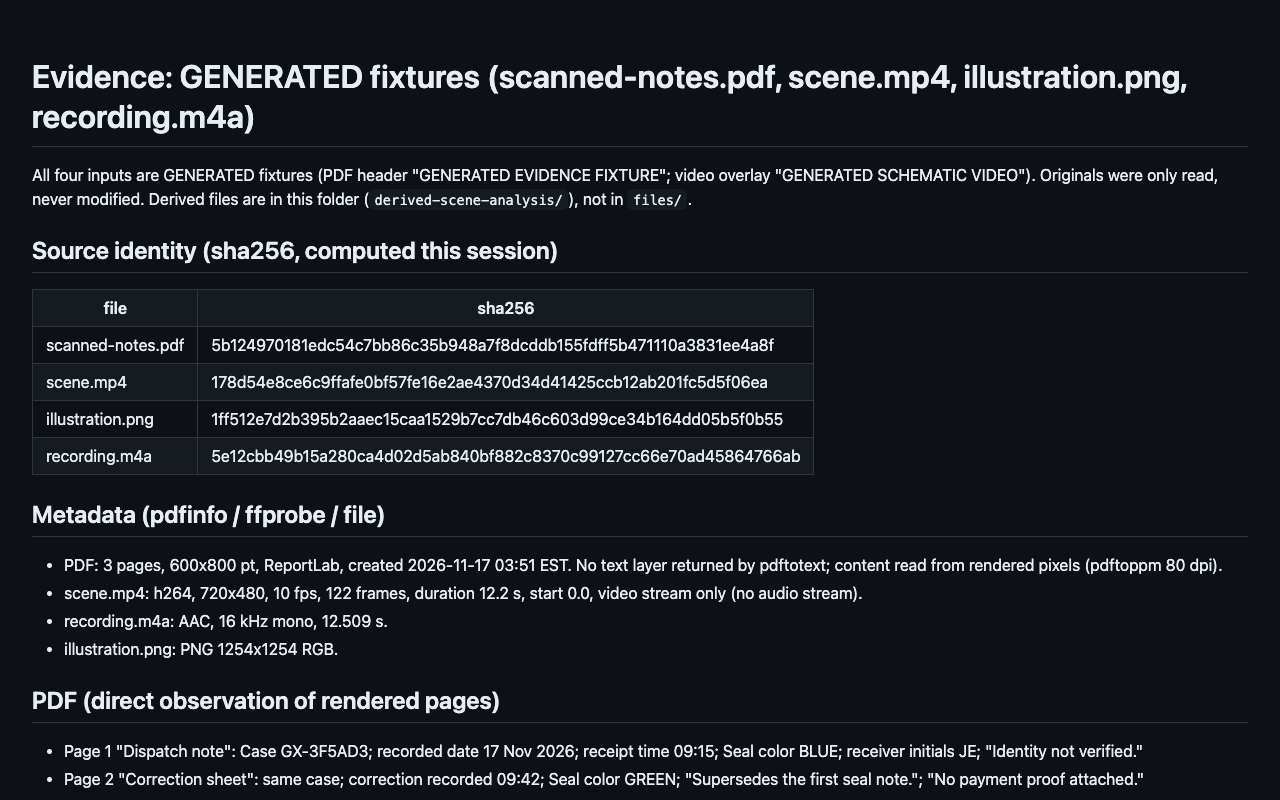 Evidence: GENERATED fixtures (scanned-notes.pdf, scene.mp4, illustration.png,
recording.m4a)
All four inputs are GENERATED fixtures (PDF header "GENERATED EVIDENCE FIXTURE"; video overlay "GENERATED SCHEMATIC VIDEO"). Originals were only read,
never modified. Derived files are in this folder ( derived-scene-analysis/ ), not in files/ .
Source identity (sha256, computed this session)
file sha256
scanned-notes.pdf 5b124970181edc54c7bb86c35b948a7f8dcddb155fdff5b471110a3831ee4a8f
scene.mp4 178d54e8ce6c9ffafe0bf57fe16e2ae4370d34d41425ccb12ab201fc5d5f06ea
illustration.png 1ff512e7d2b395b2aaec15caa1529b7cc7db46c603d99ce34b164dd05b5f0b55
recording.m4a 5e12cbb49b15a280ca4d02d5ab840bf882c8370c99127cc66e70ad45864766ab
Metadata (pdfinfo / ffprobe / file)
• PDF: 3 pages, 600x800 pt, ReportLab, created 2026-11-17 03:51 EST. No text layer returned by pdftotext; content read from rendered pixels (pdftoppm 80 dpi).
• scene.mp4: h264, 720x480, 10 fps, 122 frames, duration 12.2 s, start 0.0, video stream only (no audio stream).
• recording.m4a: AAC, 16 kHz mono, 12.509 s.
• illustration.png: PNG 1254x1254 RGB.
PDF (direct observation of rendered pages)
• Page 1 "Dispatch note": Case GX-3F5AD3; recorded date 17 Nov 2026; receipt time 09:15; Seal color BLUE; receiver initials JE; "Identity not verified."
• Page 2 "Correction sheet": same case; correction recorded 09:42; Seal color GREEN; "Supersedes the first seal note."; "No payment proof attached."